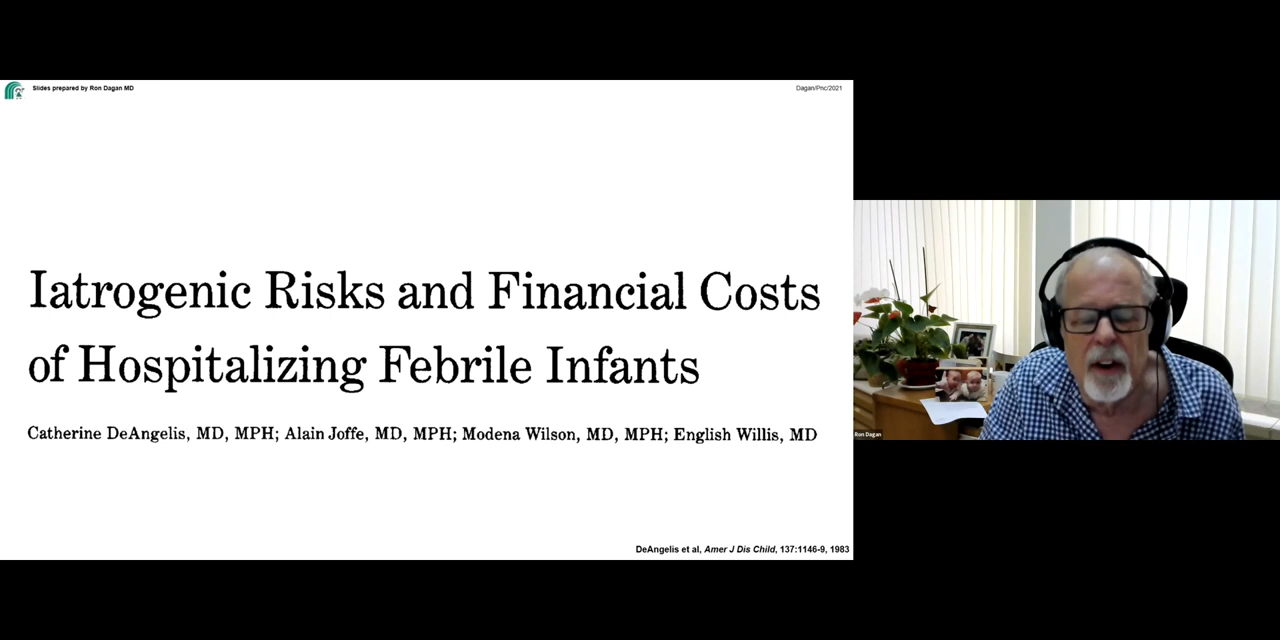 Slides prepared by Ron Dagan MD
Dagan/Pnc/2021
Iatrogenic Risks and Financial Costs
of Hospitalizing Febrile Infants
Catherine DeAngelis, MD, MPH; Alain Joffe, MD, MPH; Modena Wilson, MD, MPH; English Willis, MD
DeAngelis et al, Amer J Dis Child, 137:1146-9, 1983
Ron Dagan